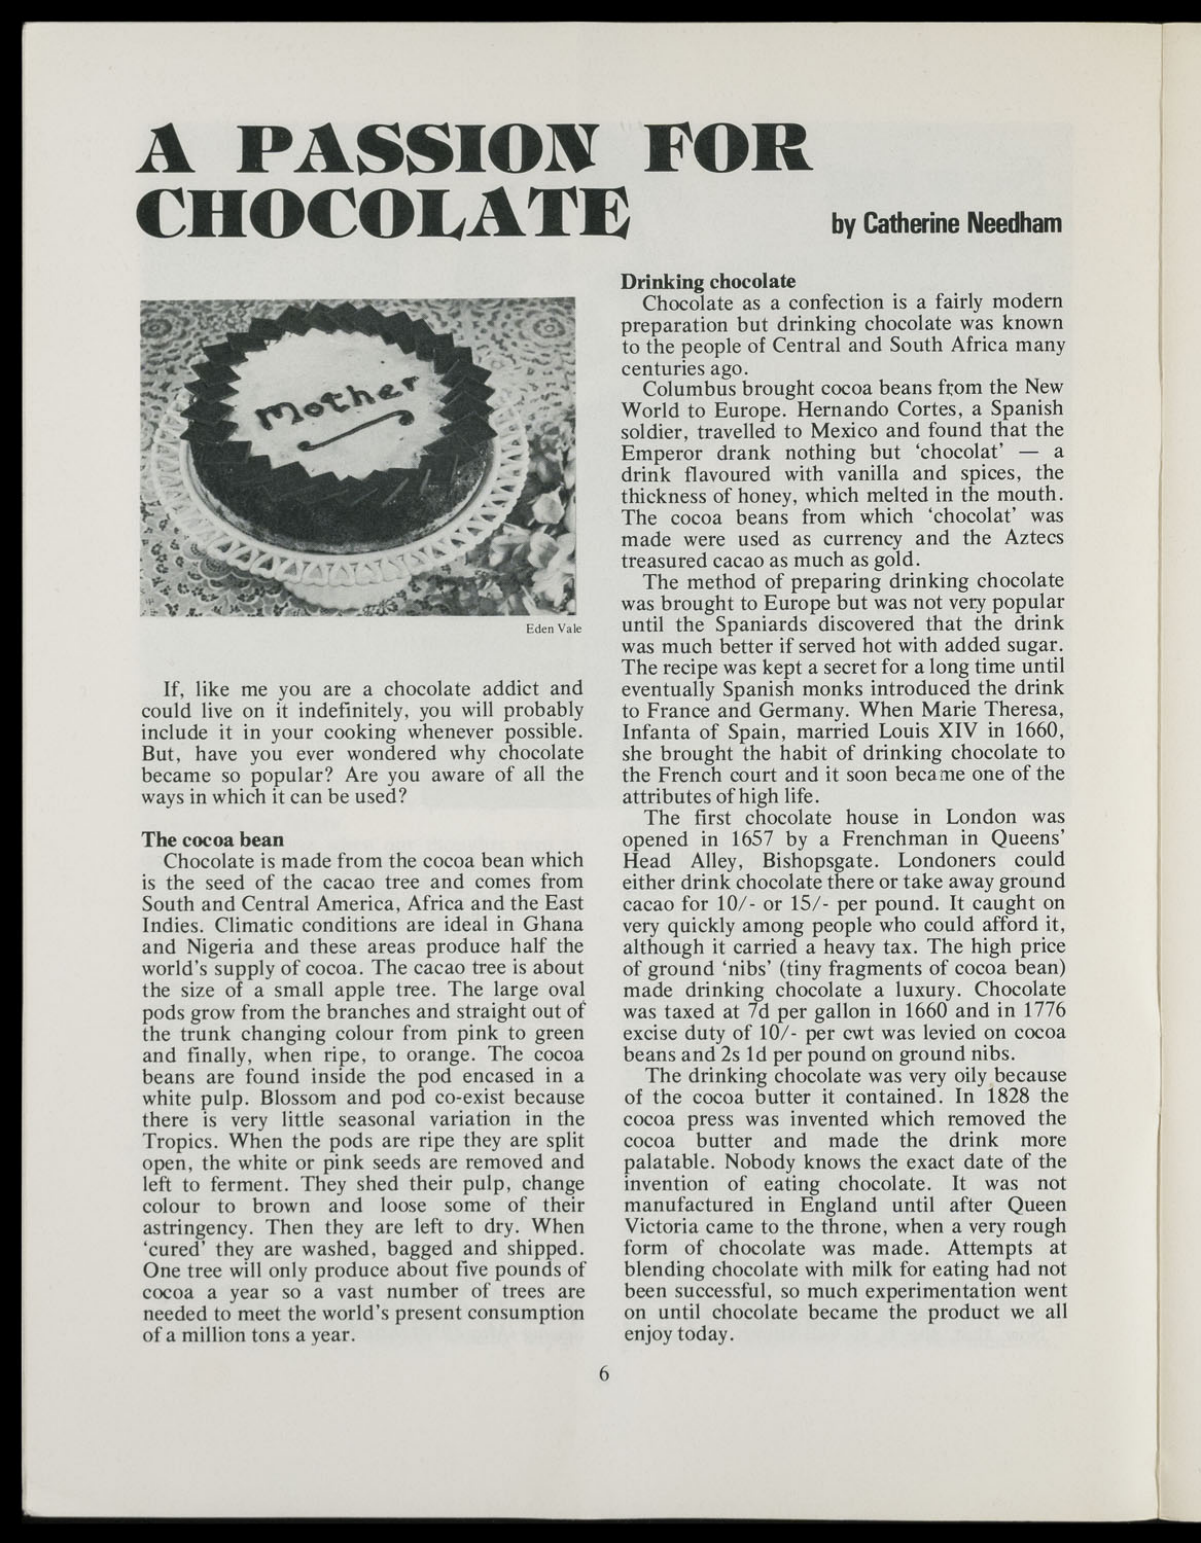 A PASSION FOR
CHOCOLATE
by Catherine Needham
Mother
Eden Vale
If, like me you are a chocolate addict and
could live on it indefinitely, you will probably
include it in your cooking whenever possible.
But, have you ever wondered why chocolate
became so popular? Are you aware of all the
ways in which it can be used?
The cocoa bean
Chocolate is made from the cocoa bean which
is the seed of the cacao tree and comes from
South and Central America, Africa and the East
Indies. Climatic conditions are ideal in Ghana
and Nigeria and these areas produce half the
world's supply of cocoa. The cacao tree is about
the size of a small apple tree. The large oval
pods grow from the branches and straight out of
the trunk changing colour from pink to green
and finally, when ripe, to orange. The cocoa
beans are found inside the pod encased in a
white pulp. Blossom and pod co-exist because
there is very little seasonal variation in the
Tropics. When the pods are ripe they are split
open, the white or pink seeds are removed and
left to ferment. They shed their pulp, change
colour to brown and loose some of their
astringency. Then they are left to dry. When
'cured' they are washed, bagged and shipped.
One tree will only produce about five pounds of
cocoa a year so a vast number of trees are
needed to meet the world's present consumption
of a million tons a year.
Drinking chocolate
Chocolate as a confection is a fairly modern
preparation but drinking chocolate was known
to the people of Central and South Africa many
centuries ago.
Columbus brought cocoa beans from the New
World to Europe. Hernando Cortes, a Spanish
soldier, travelled to Mexico and found that the
Emperor drank nothing but 'chocolat' — a
drink flavoured with vanilla and spices, the
thickness of honey, which melted in the mouth.
The cocoa beans from which 'chocolat' was
made were used as currency and the Aztecs
treasured cacao as much as gold.
The method of preparing drinking chocolate
was brought to Europe but was not very popular
until the Spaniards discovered that the drink
was much better if served hot with added sugar.
The recipe was kept a secret for a long time until
eventually Spanish monks introduced the drink
to France and Germany. When Marie Theresa,
Infanta of Spain, married Louis XIV in 1660,
she brought the habit of drinking chocolate to
the French court and it soon became one of the
attributes of high life.
The first chocolate house in London was
opened in 1657 by a Frenchman in Queens'
Head Alley, Bishopsgate. Londoners could
either drink chocolate there or take away ground
cacao for 10/- or 15/- per pound. It caught on
very quickly among people who could afford it,
although it carried a heavy tax. The high price
of ground 'nibs' (tiny fragments of cocoa bean)
made drinking chocolate a luxury. Chocolate
was taxed at 7d per gallon in 1660 and in 1776
excise duty of 10/- per cwt was levied on cocoa
beans and 2s 1d per pound on ground nibs.
The drinking chocolate was very oily because
of the cocoa butter it contained. In 1828 the
cocoa press was invented which removed the
cocoa butter and made the drink more
palatable. Nobody knows the exact date of the
invention of eating chocolate. It was not
manufactured in England until after Queen
Victoria came to the throne, when a very rough
form of chocolate was made. Attempts at
blending chocolate with milk for eating had not
been successful, so much experimentation went
on until chocolate became the product we all
enjoy today.
6